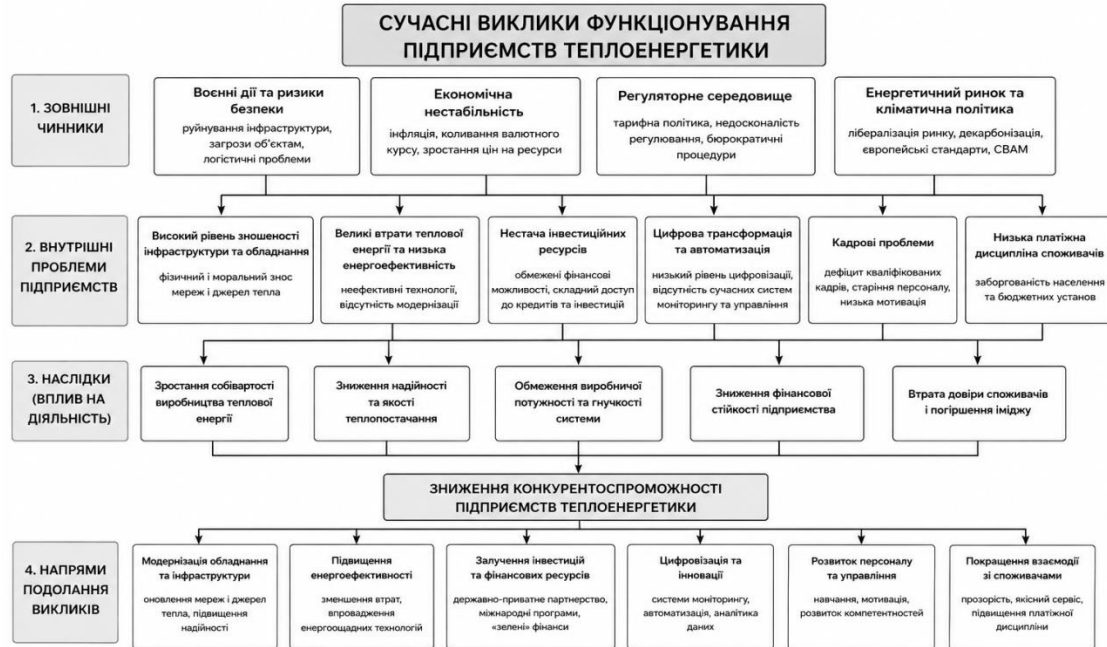 СУЧАСНІ ВИКЛИКИ ФУНКЦІОНУВАННЯ
ПІДПРИЄМСТВ ТЕПЛОЕНЕРГЕТИКИ
1. ЗОВНІШНІ
ЧИННИКИ
Воєнні дії та ризики
безпеки
руйнування інфраструктури,
загрози об'єктам,
логістичні проблеми
Економічна
нестабільність
інфляція, коливання валютного
курсу, зростання цін на ресурси
Регуляторне середовище
тарифна політика, недосконалість
регулювання, бюрократичні
процедури
Енергетичний ринок та
кліматична політика
лібералізація ринку, декарбонізація,
європейські стандарти, СВАМ
2. ВНУТРІШНІ
ПРОБЛЕМИ
ПІДПРИЄМСТВ
Високий рівень зношеності
інфраструктури та обладнання
фізичний і моральний знос
мереж і джерел тепла
Великі втрати теплової
енергії та низька
енергоефективність
неефективні технології,
відсутність модернізації
Нестача інвестиційних
ресурсів
обмежені фінансові
можливості, складний доступ
до кредитів та інвестицій
Цифрова трансформація
та автоматизація
низький рівень цифровізації,
відсутність сучасних систем
моніторингу та управління
Кадрові проблеми
дефіцит кваліфікованих
кадрів, старіння персоналу,
низька мотивація
Низька платіжна
дисципліна споживачів
заборгованість населення
та бюджетних установ
3. НАСЛІДКИ
(ВПЛИВ НА
ДІЯЛЬНІСТЬ)
Зростання собівартості
виробництва теплової
енергії
Зниження надійності
та якості
теплопостачання
Обмеження виробничої
потужності та гнучкості
системи
Зниження фінансової
стійкості підприємства
Втрата довіри споживачів
і погіршення іміджу
ЗНИЖЕННЯ КОНКУРЕНТОСПРОМОЖНОСТІ
ПІДПРИЄМСТВ ТЕПЛОЕНЕРГЕТИКИ
4. НАПРЯМИ
ПОДОЛАННЯ
ВИКЛИКІВ
Модернізація обладнання
та інфраструктури
оновлення мереж і джерел
тепла, підвищення
надійності
Підвищення
енергоефективності
зменшення втрат,
впровадження
енергоощадних технологій
Залучення інвестицій
та фінансових ресурсів
державно-приватне партнерство,
міжнародні програми,
«зелені» фінанси
Цифровізація та
інновації
системи моніторингу,
автоматизація, аналітика
даних
Розвиток персоналу
та управління
навчання, мотивація,
розвиток компетентностей
Покращення взаємодії
зі споживачами
прозорість, якісний сервіс,
підвищення платіжної
дисципліни